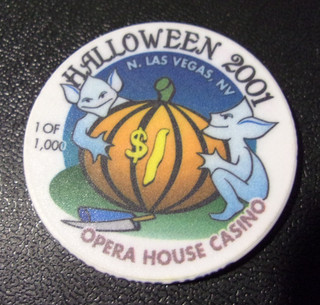 HALLOWEEN 2001
N. LAS VEGAS, NV
1 OF
1,000
$1
OPERA HOUSE CASINO